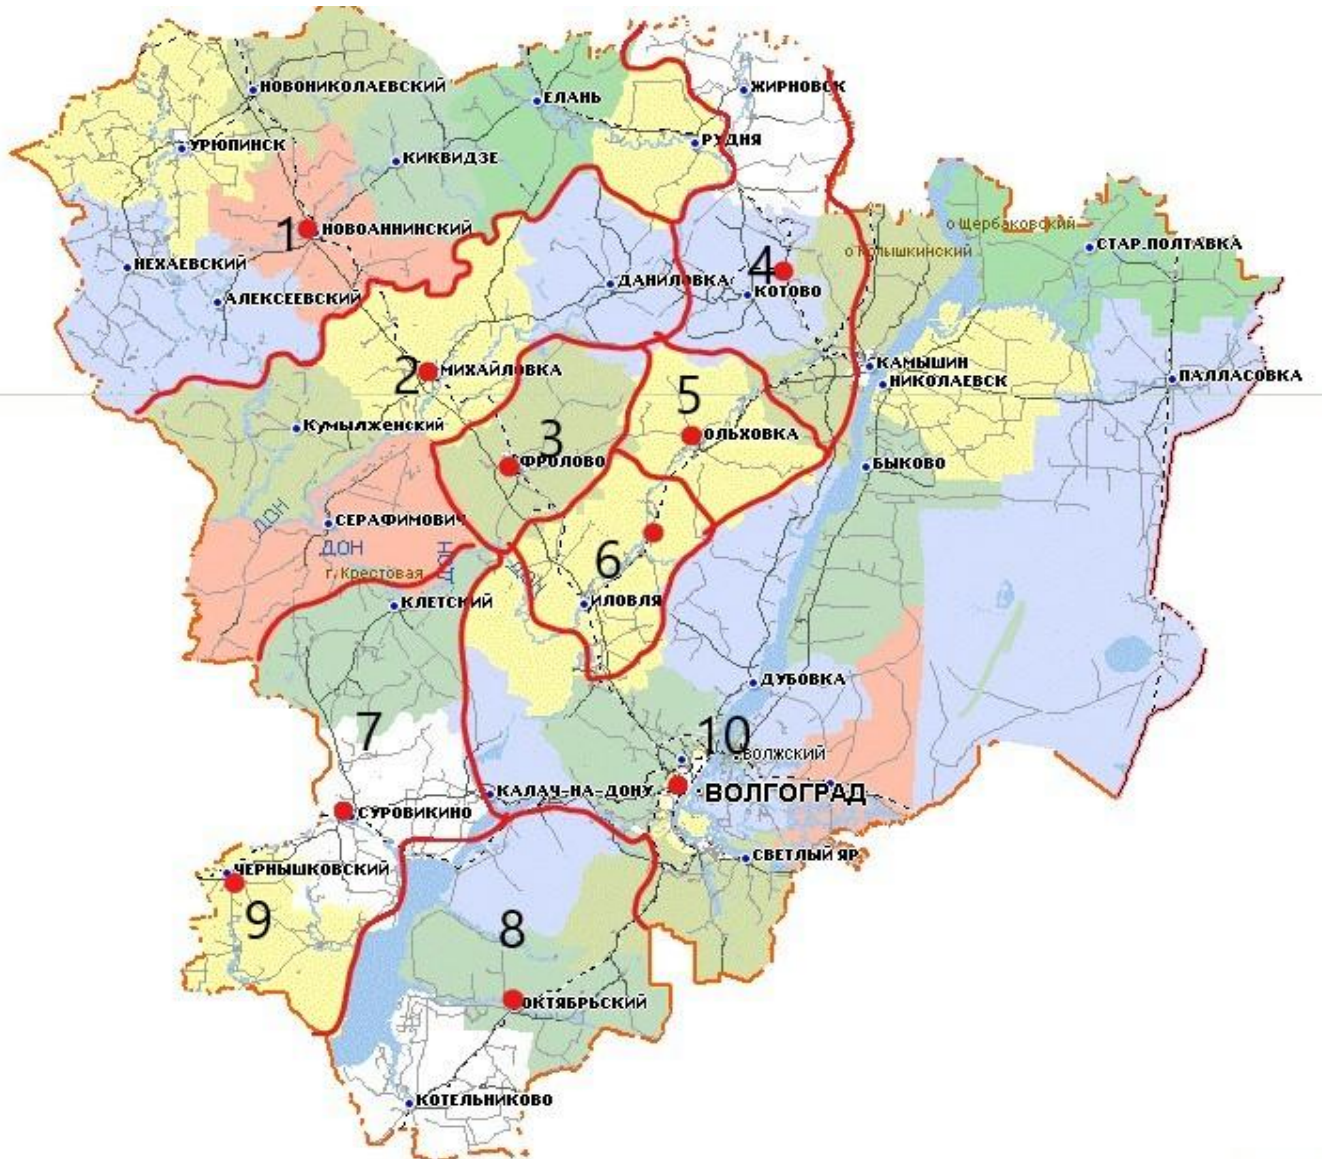 НОВОНИКОЛАЕВСКИЙ
ЖИРНОВСК
ЕЛАНЬ
УРЮПИНСК
РУДНЯ
КИКВИДЗЕ
1
НОВОАННИНСКИЙ
о Щербаковский
СТАР.ПОЛТАВКА
НЕХАЕВСКИЙ
4
ДАНИЛОВКА
КОТОВО
АЛЕКСЕЕВСКИЙ
2
МИХАЙЛОВКА
КАМЫШИН
НИКОЛАЕВСК
ПАЛЛАСОВКА
5
Кумылженский
3
ОЛЬХОВКА
ФРОЛОВО
БЫКОВО
ДОН
СЕРАФИМОВИЧ
ДОН
ДОН
г. Крестовая
6
ДОН
КЛЕТСКИЙ
ИЛОВЛЯ
ДУБОВКА
7
10
ВОЛЖСКИЙ
КАЛАЧ-НА-ДОНУ
ВОЛГОГРАД
СУРОВИКИНО
СВЕТЛЫЙ ЯР
ЧЕРНЫШКОВСКИЙ
9
8
ОКТЯБРЬСКИЙ
КОТЕЛЬНИКОВО